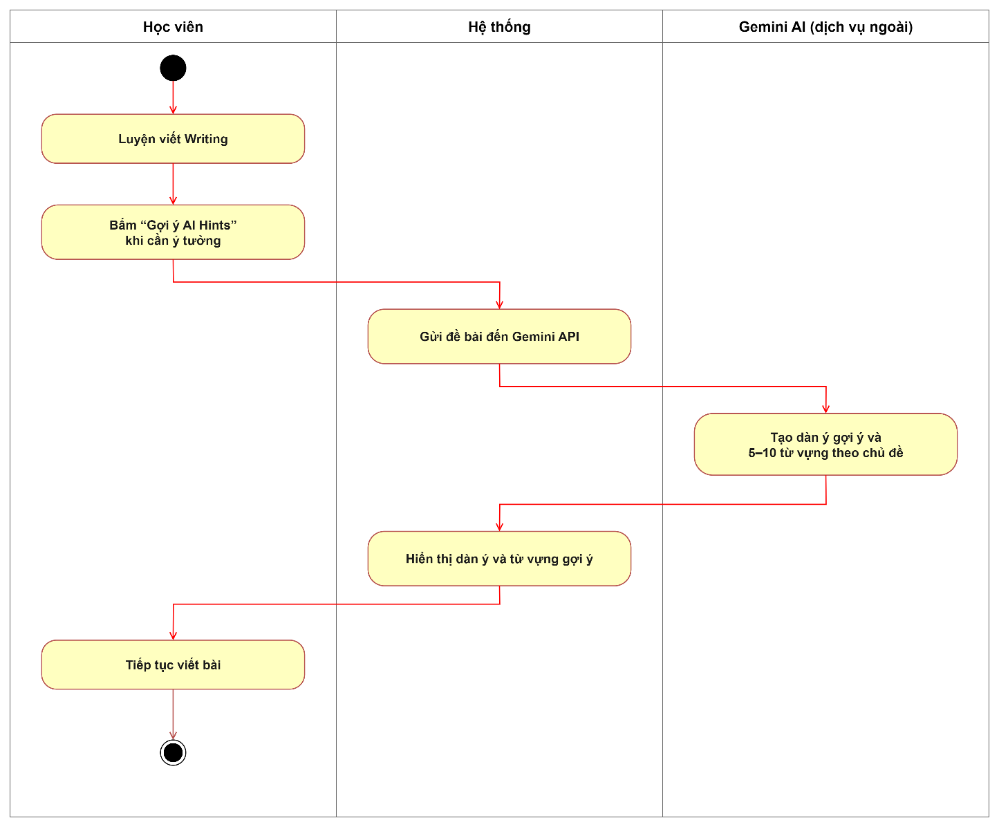 Học viên
Hệ thống
Gemini AI (dịch vụ ngoài)
Luyện viết Writing
Bấm “Gợi ý AI Hints”
khi cần ý tưởng
Gửi đề bài đến Gemini API
Tạo dàn ý gợi ý và
5–10 từ vựng theo chủ đề
Hiển thị dàn ý và từ vựng gợi ý
Tiếp tục viết bài